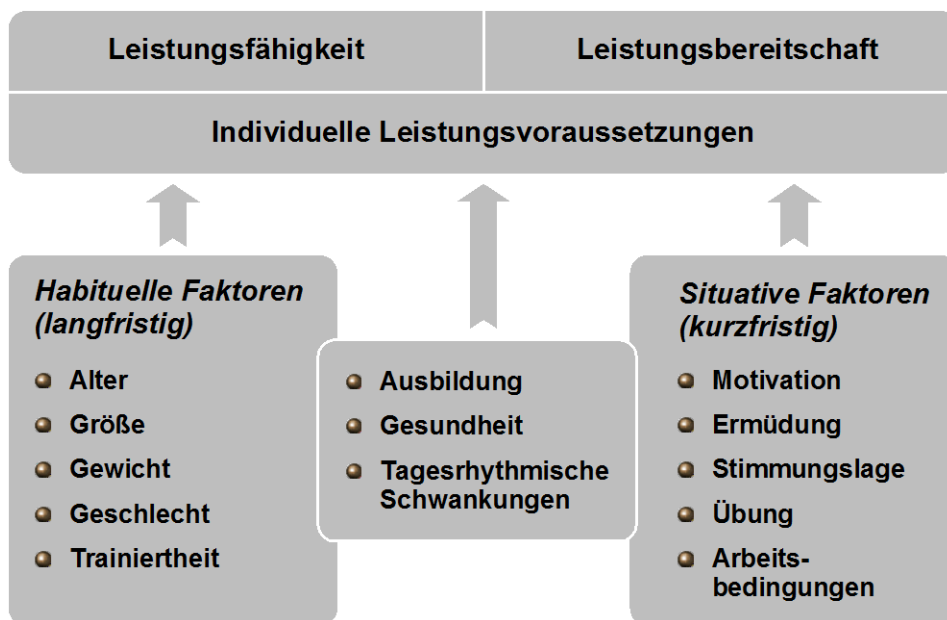 Leistungsfähigkeit
Leistungsbereitschaft
Individuelle Leistungsvoraussetzungen
Habituelle Faktoren
(langfristig)
Alter
Größe
Gewicht
Geschlecht
Trainiertheit
Ausbildung
Gesundheit
Tagesrhythmische
Schwankungen
Situative Faktoren
(kurzfristig)
Motivation
Ermüdung
Stimmungslage
Übung
Arbeits-
bedingungen